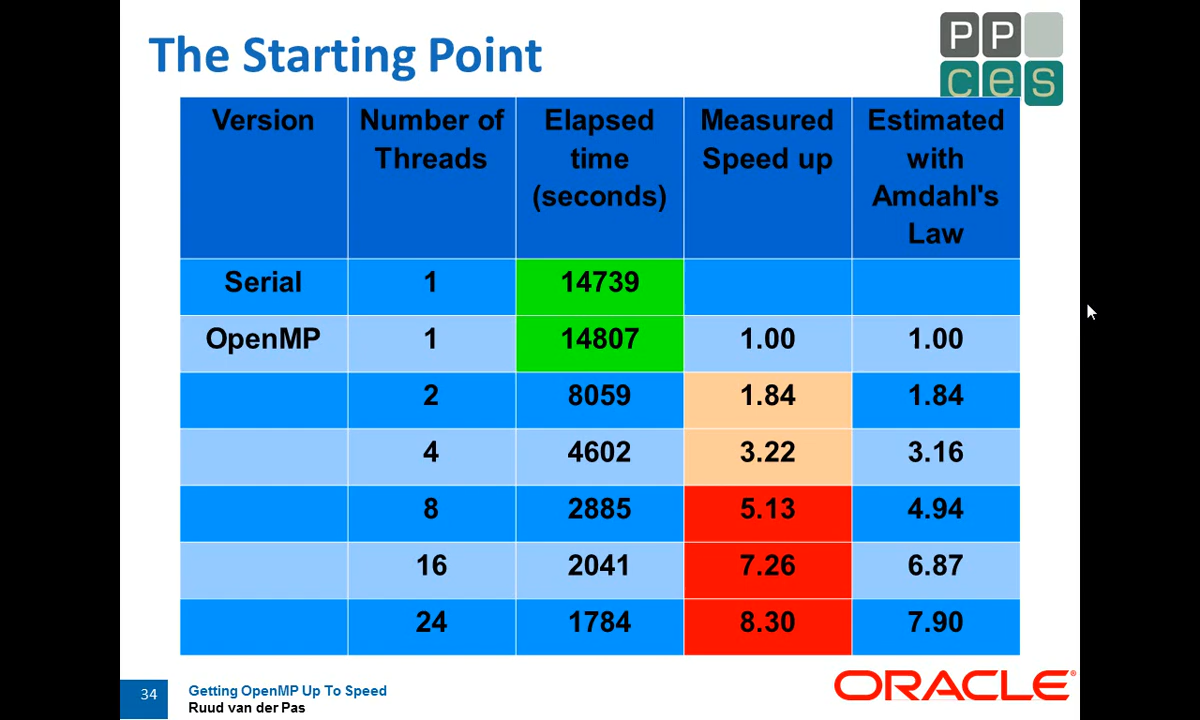 The Starting Point
PP
ces
Version
Number of
Threads
Elapsed
time
(seconds)
Measured
Speed up
Estimated
with
Amdahl's
Law
Serial 1 14739
OpenMP 1 14807 1.00 1.00
2 8059 1.84 1.84
4 4602 3.22 3.16
8 2885 5.13 4.94
16 2041 7.26 6.87
24 1784 8.30 7.90
34
Getting OpenMP Up To Speed
Ruud van der Pas
ORACLE®